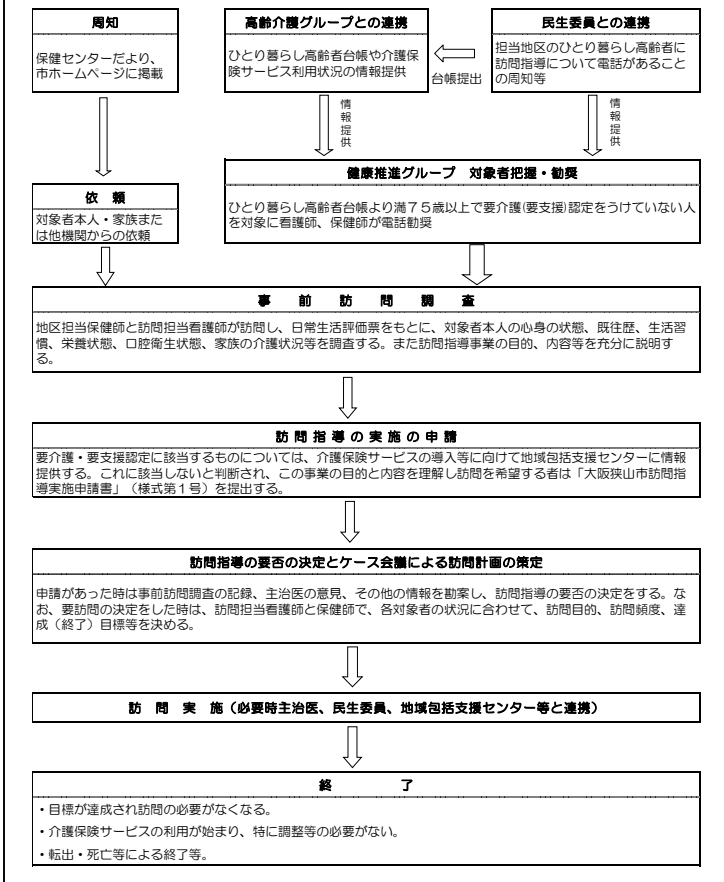 周知
保健センターだより、
市ホームページに掲載
高齢介護グループとの連携
ひとり暮らし高齢者台帳や介護保
険サービス利用状況の情報提供
台帳提出
民生委員との連携
担当地区のひとり暮らし高齢者に
訪問指導について電話があること
の周知等
情報提供
情報提供
依 頼
対象者本人・家族また
は他機関からの依頼
健康推進グループ 対象者把握・勧奨
ひとり暮らし高齢者台帳より満75歳以上で要介護(要支援)認定をうけていない人
を対象に看護師、保健師が電話勧奨
事 前 訪 問 調 査
地区担当保健師と訪問担当看護師が訪問し、日常生活評価票をもとに、対象者本人の心身の状態、既往歴、生活習
慣、栄養状態、口腔衛生状態、家族の介護状況等を調査する。また訪問指導事業の目的、内容等を充分に説明す
る。
訪 問 指 導 の 実 施 の 申 請
要介護・要支援認定に該当するものについては、介護保険サービスの導入等に向けて地域包括支援センターに情報
提供する。これに該当しないと判断され、この事業の目的と内容を理解し訪問を希望する者は「大阪狭山市訪問指
導実施申請書」（様式第1号）を提出する。
訪問指導の要否の決定とケース会議による訪問計画の策定
申請があった時は事前訪問調査の記録、主治医の意見、その他の情報を勘案し、訪問指導の要否の決定をする。な
お、要訪問の決定をした時は、訪問担当看護師と保健師で、各対象者の状況に合わせて、訪問目的、訪問頻度、達
成（終了）目標等を決める。
訪 問 実 施（必要時主治医、民生委員、地域包括支援センター等と連携）
終 了
・目標が達成され訪問の必要がなくなる。
・介護保険サービスの利用が始まり、特に調整等の必要がない。
・転出・死亡等による終了等。